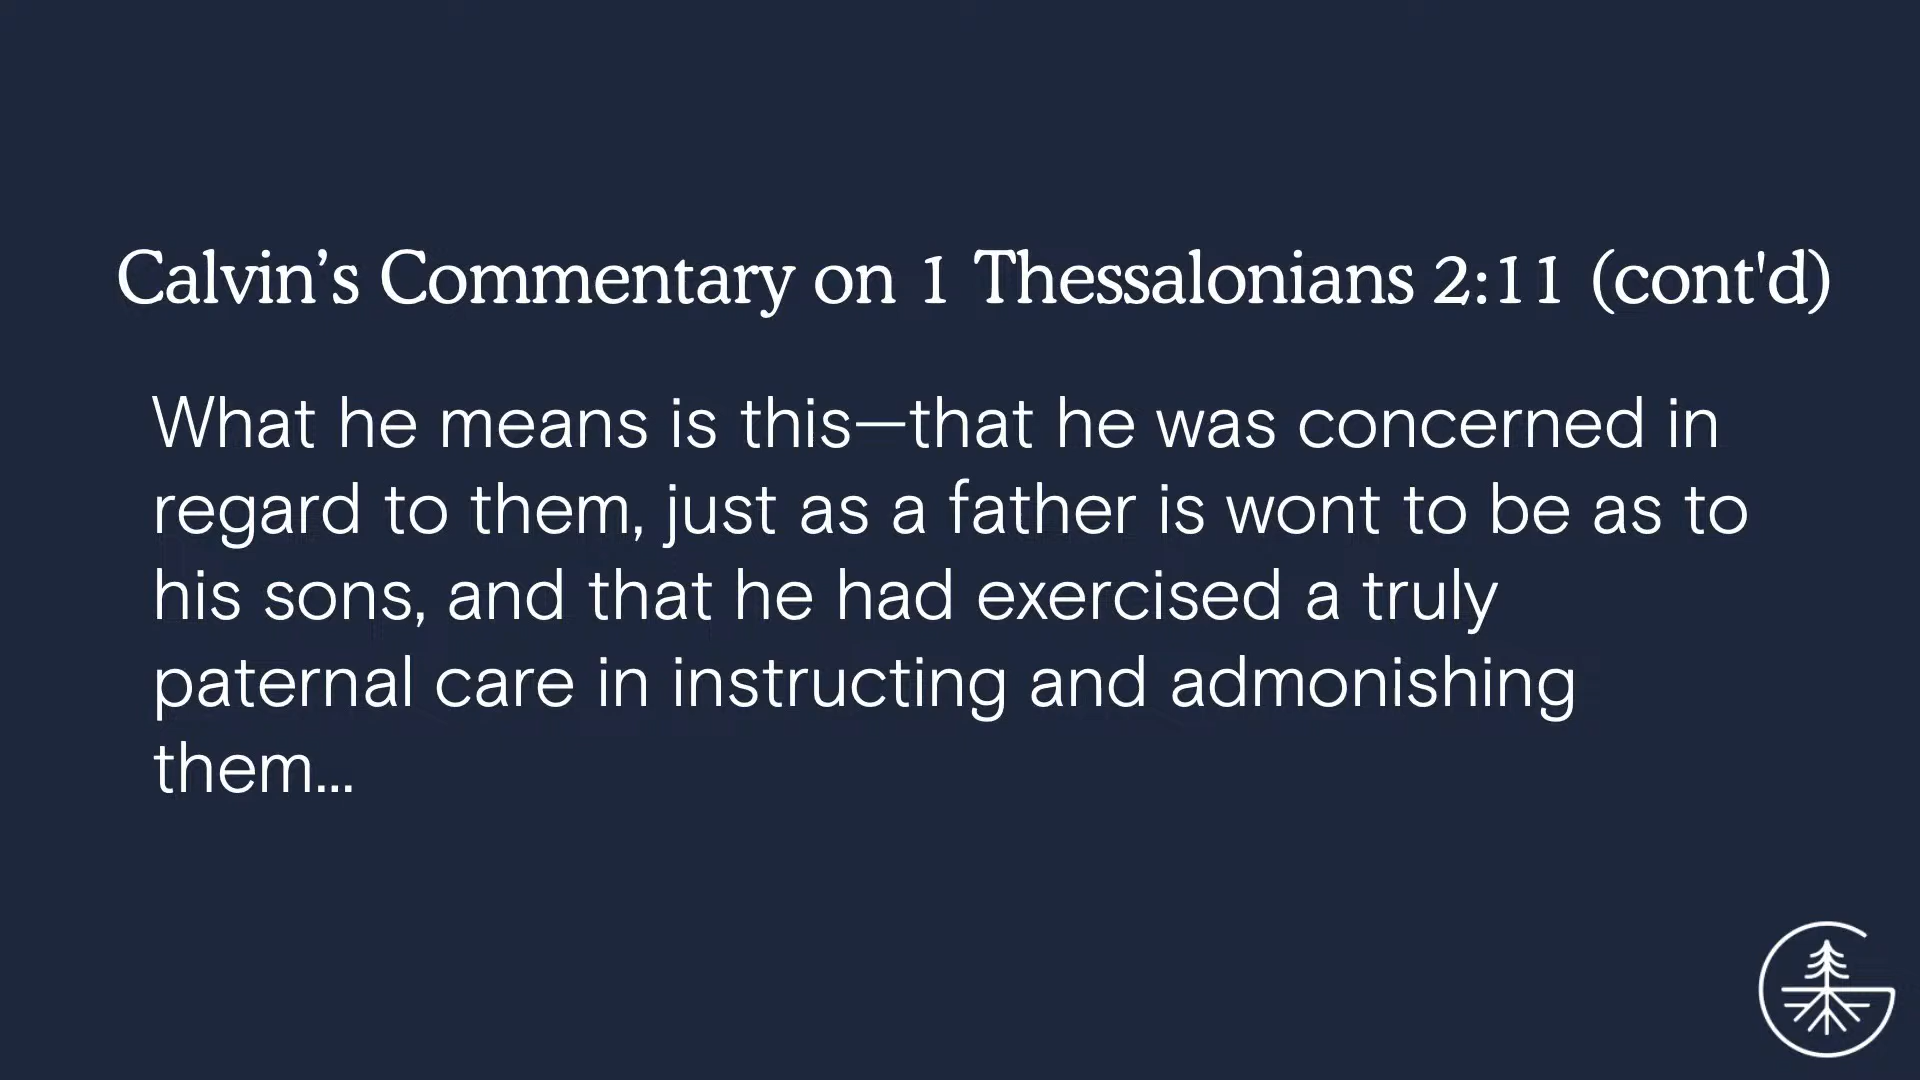 Calvin’s Commentary on 1 Thessalonians 2:11 (cont'd)
What he means is this—that he was concerned in
regard to them, just as a father is wont to be as to
his sons, and that he had exercised a truly
paternal care in instructing and admonishing
them...